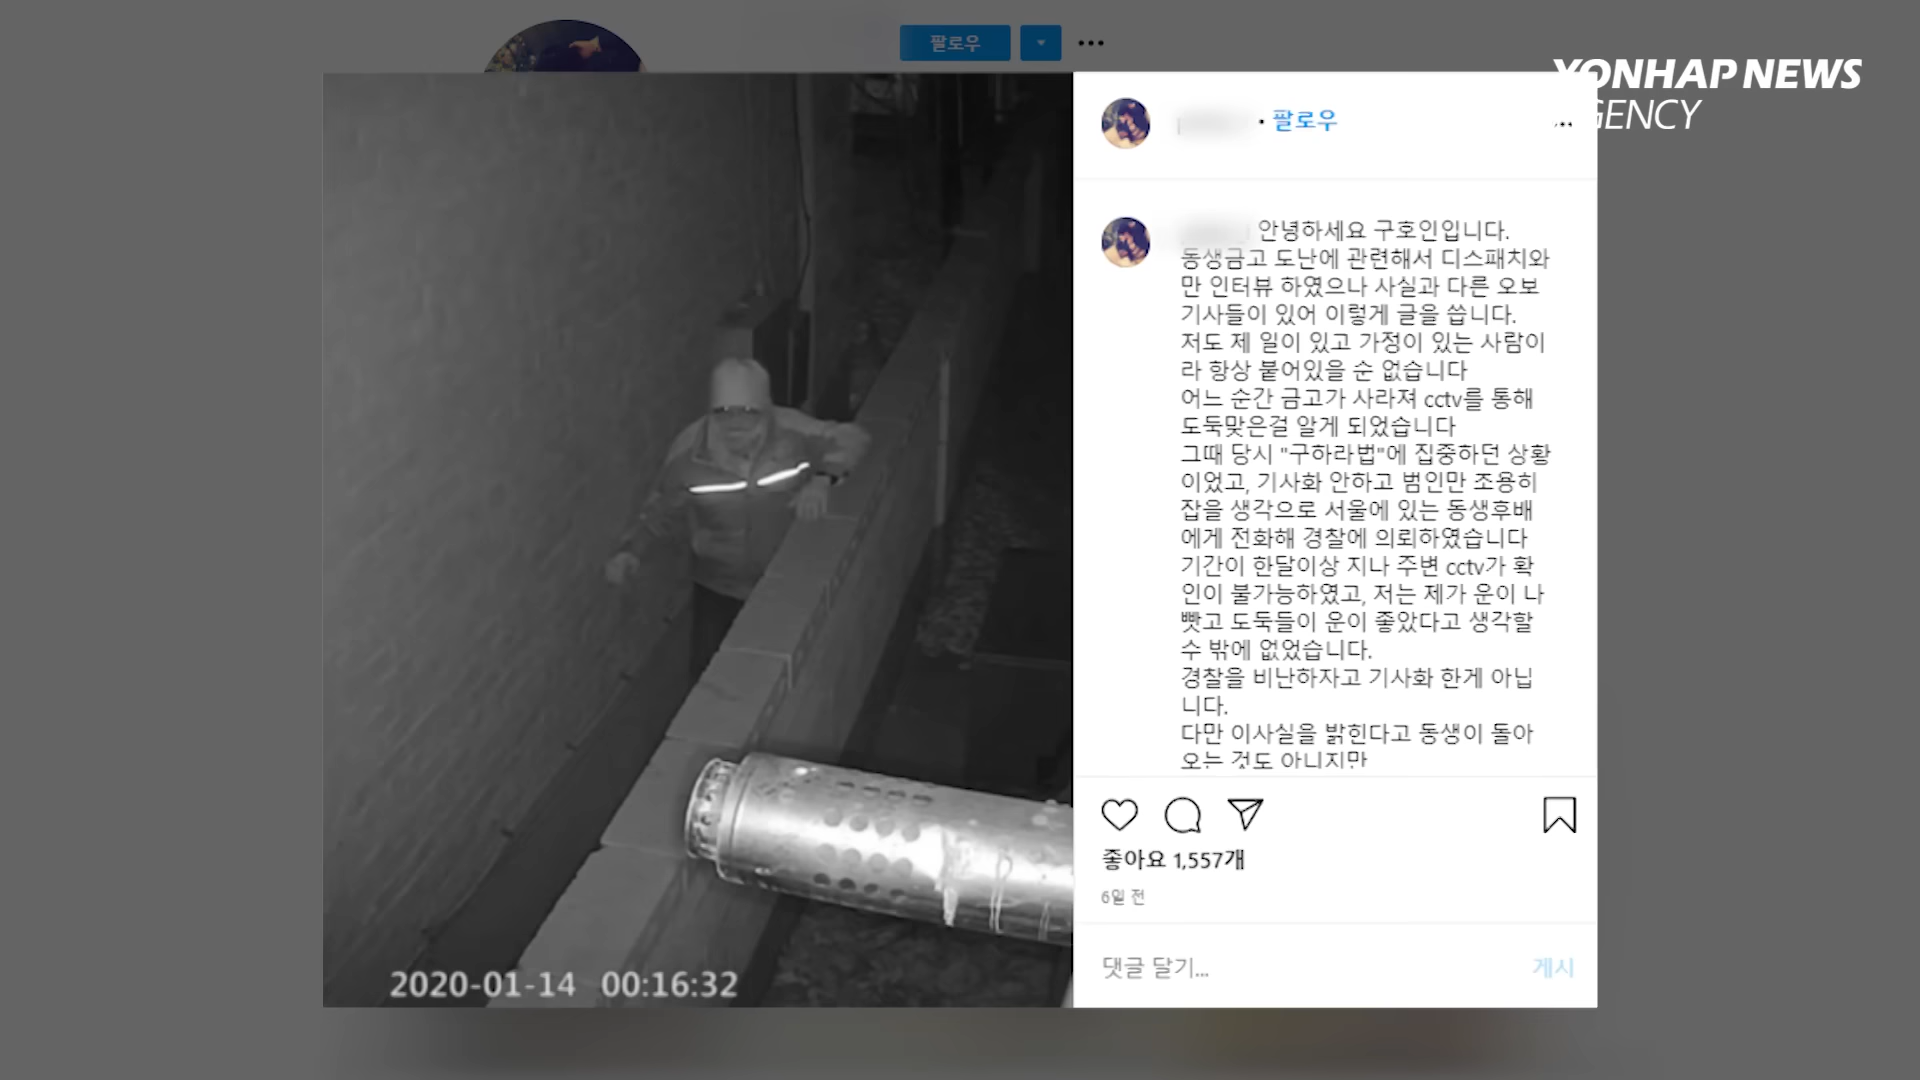 팔로우
YONHAP NEWS
AGENCY
• 팔로우
안녕하세요 구호인입니다.
동생금고 도난에 관련해서 디스패치와
만 인터뷰 하였으나 사실과 다른 오보
기사들이 있어 이렇게 글을 씁니다.
저도 제 일이 있고 가정이 있는 사람이
라 항상 붙어있을 순 없습니다
어느 순간 금고가 사라져 cctv를 통해
도둑맞은걸 알게 되었습니다
그때 당시 "구하라법"에 집중하던 상황
이었고, 기사화 안하고 범인만 조용히
잡을 생각으로 서울에 있는 동생후배
에게 전화해 경찰에 의뢰하였습니다
기간이 한달이상 지나 주변 cctv가 확
인이 불가능하였고, 저는 제가 운이 나
빳고 도둑들이 운이 좋았다고 생각할
수 밖에 없었습니다.
경찰을 비난하자고 기사화 한게 아닙
니다.
다만 이사실을 밝힌다고 동생이 돌아
오는 것도 아니지만
좋아요 1,557개
6일 전
댓글 달기...
게시
2020-01-14 00:16:32